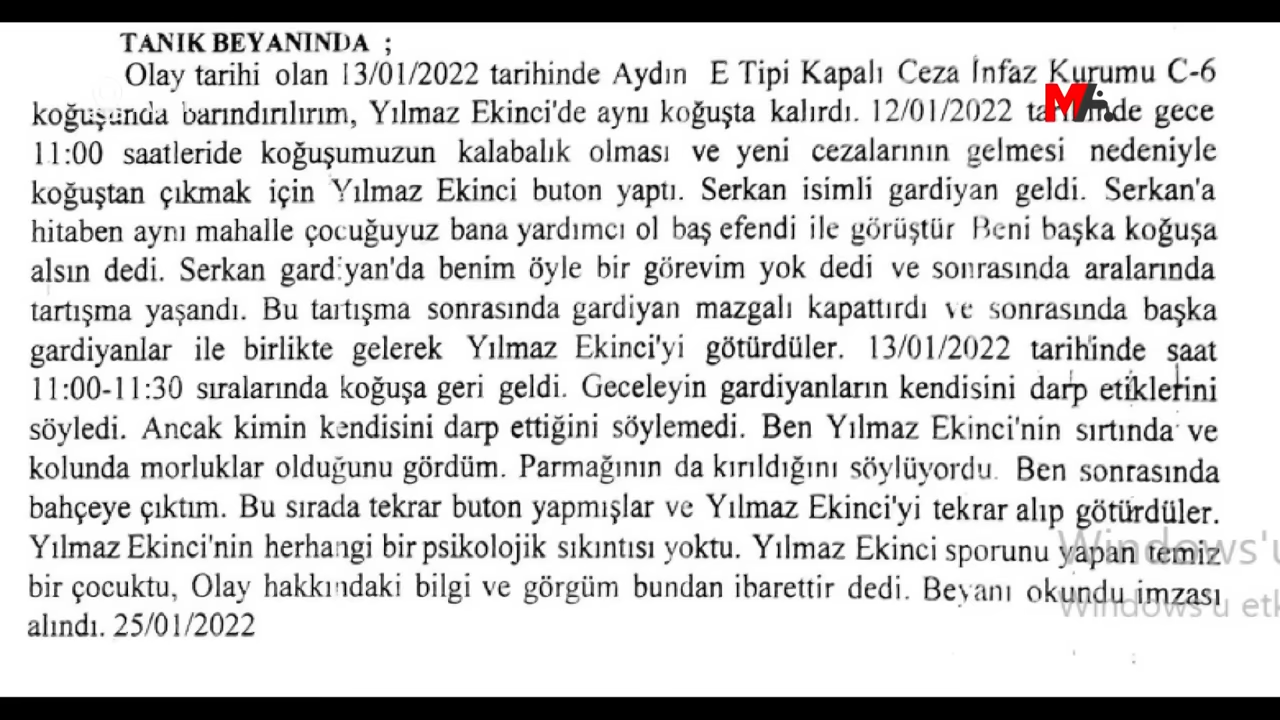 TANIK BEYANINDA ;
Olay tarihi olan 13/01/2022 tarihinde Aydın E Tipi Kapalı Ceza İnfaz Kurumu C-6
koğuşunda barındırılırım, Yılmaz Ekinci'de aynı koğuşta kalırdı. 12/01/2022 tarihinde gece
11:00 saatleride koğuşumuzun kalabalık olması ve yeni cezalarının gelmesi nedeniyle
koğuştan çıkmak için Yılmaz Ekinci buton yaptı. Serkan isimli gardiyan geldi. Serkan'a
hitaben aynı mahalle çocuğuyuz bana yardımcı ol baş efendi ile görüştür Beni başka koğuşa
alsın dedi. Serkan gardiyan'da benim öyle bir görevim yok dedi ve sonrasında aralarında
tartışma yaşandı. Bu tartışma sonrasında gardiyan mazgalı kapattırdı ve sonrasında başka
gardiyanlar ile birlikte gelerek Yılmaz Ekinci'yi götürdüler. 13/01/2022 tarihinde saat
11:00-11:30 sıralarında koğuşa geri geldi. Geceleyin gardiyanların kendisini darp etiklerini
söyledi. Ancak kimin kendisini darp ettiğini söylemedi. Ben Yılmaz Ekinci'nin sırtında ve
kolunda morluklar olduğunu gördüm. Parmağının da kırıldığını söylüyordu. Ben sonrasında
bahçeye çıktım. Bu sırada tekrar buton yapmışlar ve Yılmaz Ekinci'yi tekrar alıp götürdüler.
Yılmaz Ekinci'nin herhangi bir psikolojik sıkıntısı yoktu. Yılmaz Ekinci sporunu yapan temiz
bir çocuktu, Olay hakkındaki bilgi ve görgüm bundan ibarettir dedi. Beyanı okundu imzası
alındı. 25/01/2022
MA
Windows'u
Windows'u etk